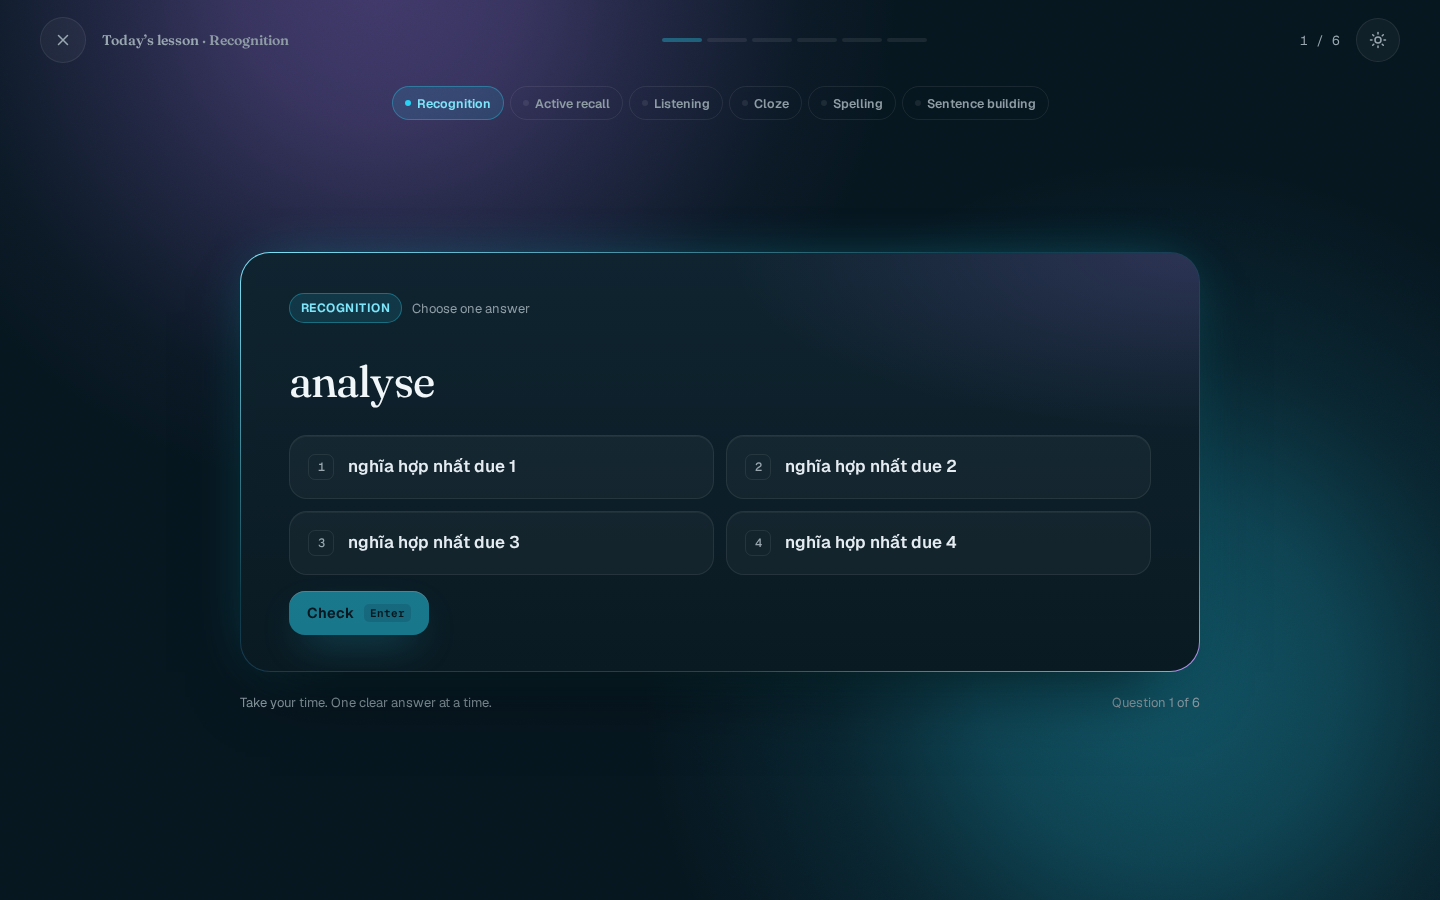 Today’s lesson · Recognition
1 / 6
Recognition
Active recall
Listening
Cloze
Spelling
Sentence building
RECOGNITION
Choose one answer
analyse
1 nghĩa hợp nhất due 1
2 nghĩa hợp nhất due 2
3 nghĩa hợp nhất due 3
4 nghĩa hợp nhất due 4
Check Enter
Take your time. One clear answer at a time.
Question 1 of 6